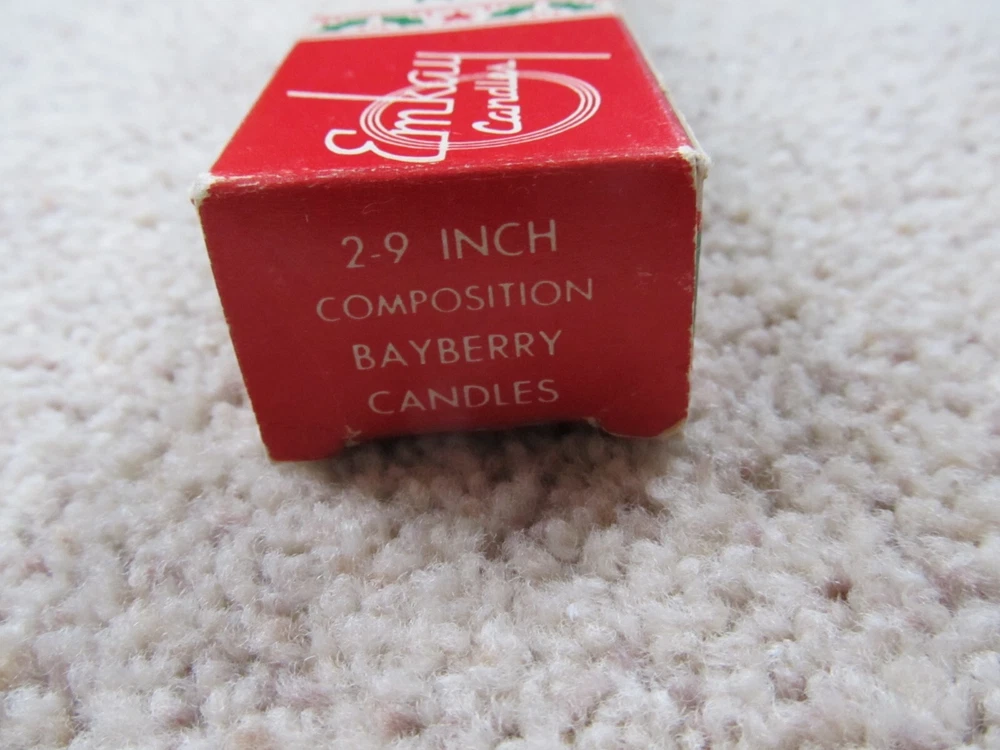 Emkay
Candles
2-9 INCH
COMPOSITION
BAYBERRY
CANDLES